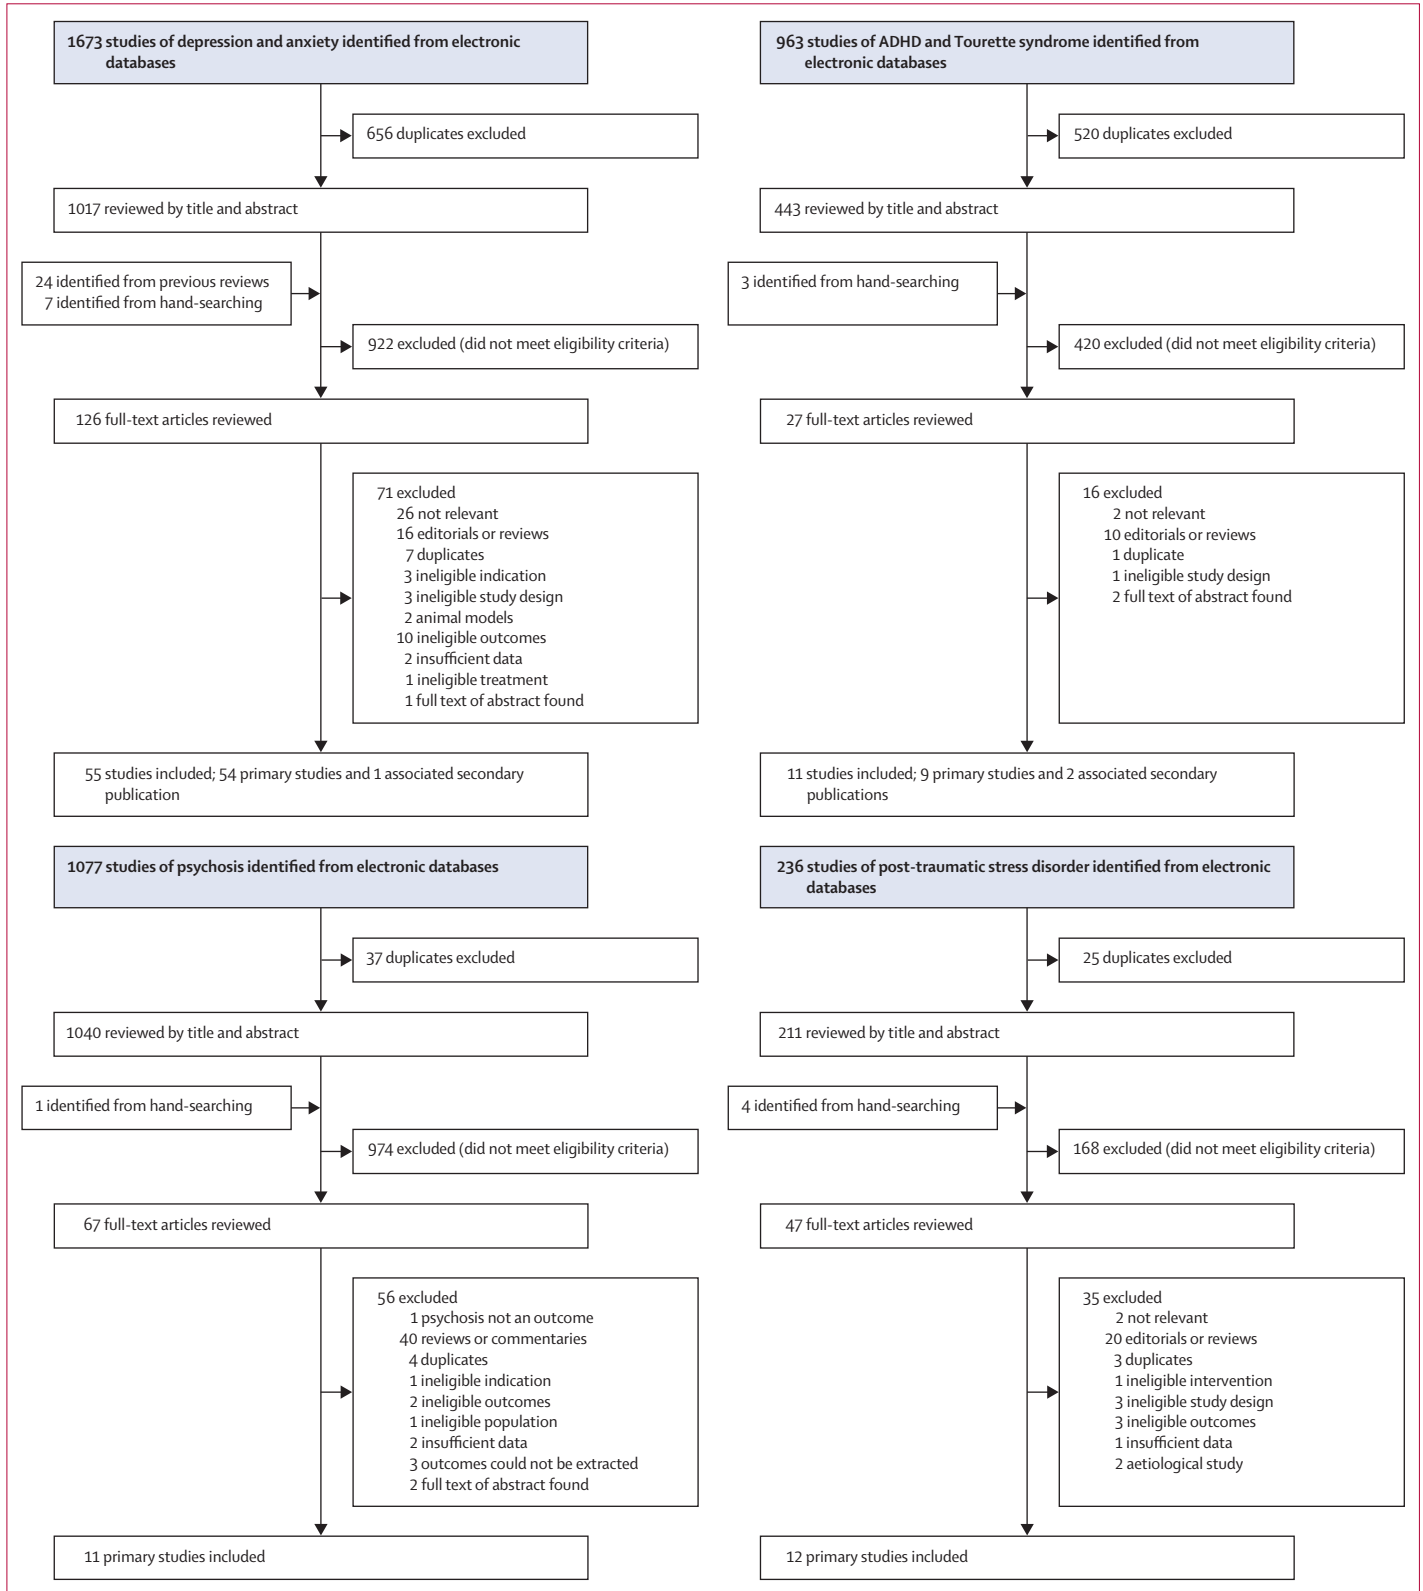 1673 studies of depression and anxiety identified from electronic
databases
656 duplicates excluded
1017 reviewed by title and abstract
24 identified from previous reviews
7 identified from hand-searching
922 excluded (did not meet eligibility criteria)
126 full-text articles reviewed
71 excluded
26 not relevant
16 editorials or reviews
7 duplicates
3 ineligible indication
3 ineligible study design
2 animal models
10 ineligible outcomes
2 insufficient data
1 ineligible treatment
1 full text of abstract found
55 studies included; 54 primary studies and 1 associated secondary
publication
963 studies of ADHD and Tourette syndrome identified from
electronic databases
520 duplicates excluded
443 reviewed by title and abstract
3 identified from hand-searching
420 excluded (did not meet eligibility criteria)
27 full-text articles reviewed
16 excluded
2 not relevant
10 editorials or reviews
1 duplicate
1 ineligible study design
2 full text of abstract found
11 studies included; 9 primary studies and 2 associated secondary
publications
1077 studies of psychosis identified from electronic databases
37 duplicates excluded
1040 reviewed by title and abstract
1 identified from hand-searching
974 excluded (did not meet eligibility criteria)
67 full-text articles reviewed
56 excluded
1 psychosis not an outcome
40 reviews or commentaries
4 duplicates
1 ineligible indication
2 ineligible outcomes
1 ineligible population
2 insufficient data
3 outcomes could not be extracted
2 full text of abstract found
11 primary studies included
236 studies of post-traumatic stress disorder identified from electronic
databases
25 duplicates excluded
211 reviewed by title and abstract
4 identified from hand-searching
168 excluded (did not meet eligibility criteria)
47 full-text articles reviewed
35 excluded
2 not relevant
20 editorials or reviews
3 duplicates
1 ineligible intervention
3 ineligible study design
3 ineligible outcomes
1 insufficient data
2 aetiological study
12 primary studies included